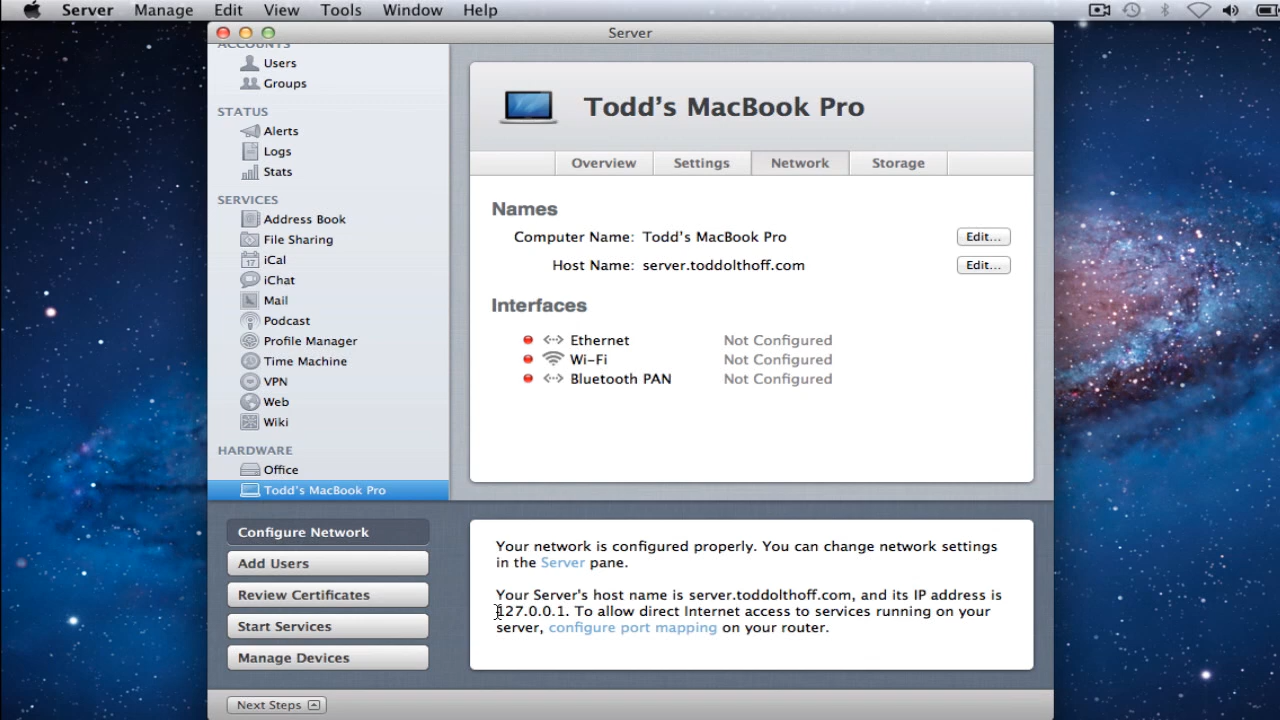 Server Manage Edit View Tools Window Help
Server
ACCOUNTS
Users
Groups
STATUS
Alerts
Logs
Stats
SERVICES
Address Book
File Sharing
17 iCal
iChat
Mail
Podcast
Profile Manager
Time Machine
VPN
Web
Wiki
HARDWARE
Office
Todd's MacBook Pro
Todd's MacBook Pro
Overview Settings Network Storage
Names
Computer Name: Todd's MacBook Pro Edit...
Host Name: server.toddolthoff.com Edit...
Interfaces
Ethernet Not Configured
Wi-Fi Not Configured
Bluetooth PAN Not Configured
Configure Network
Add Users
Review Certificates
Start Services
Manage Devices
Your network is configured properly. You can change network settings
in the Server pane.
Your Server's host name is server.toddolthoff.com, and its IP address is
127.0.0.1. To allow direct Internet access to services running on your
server, configure port mapping on your router.
Next Steps